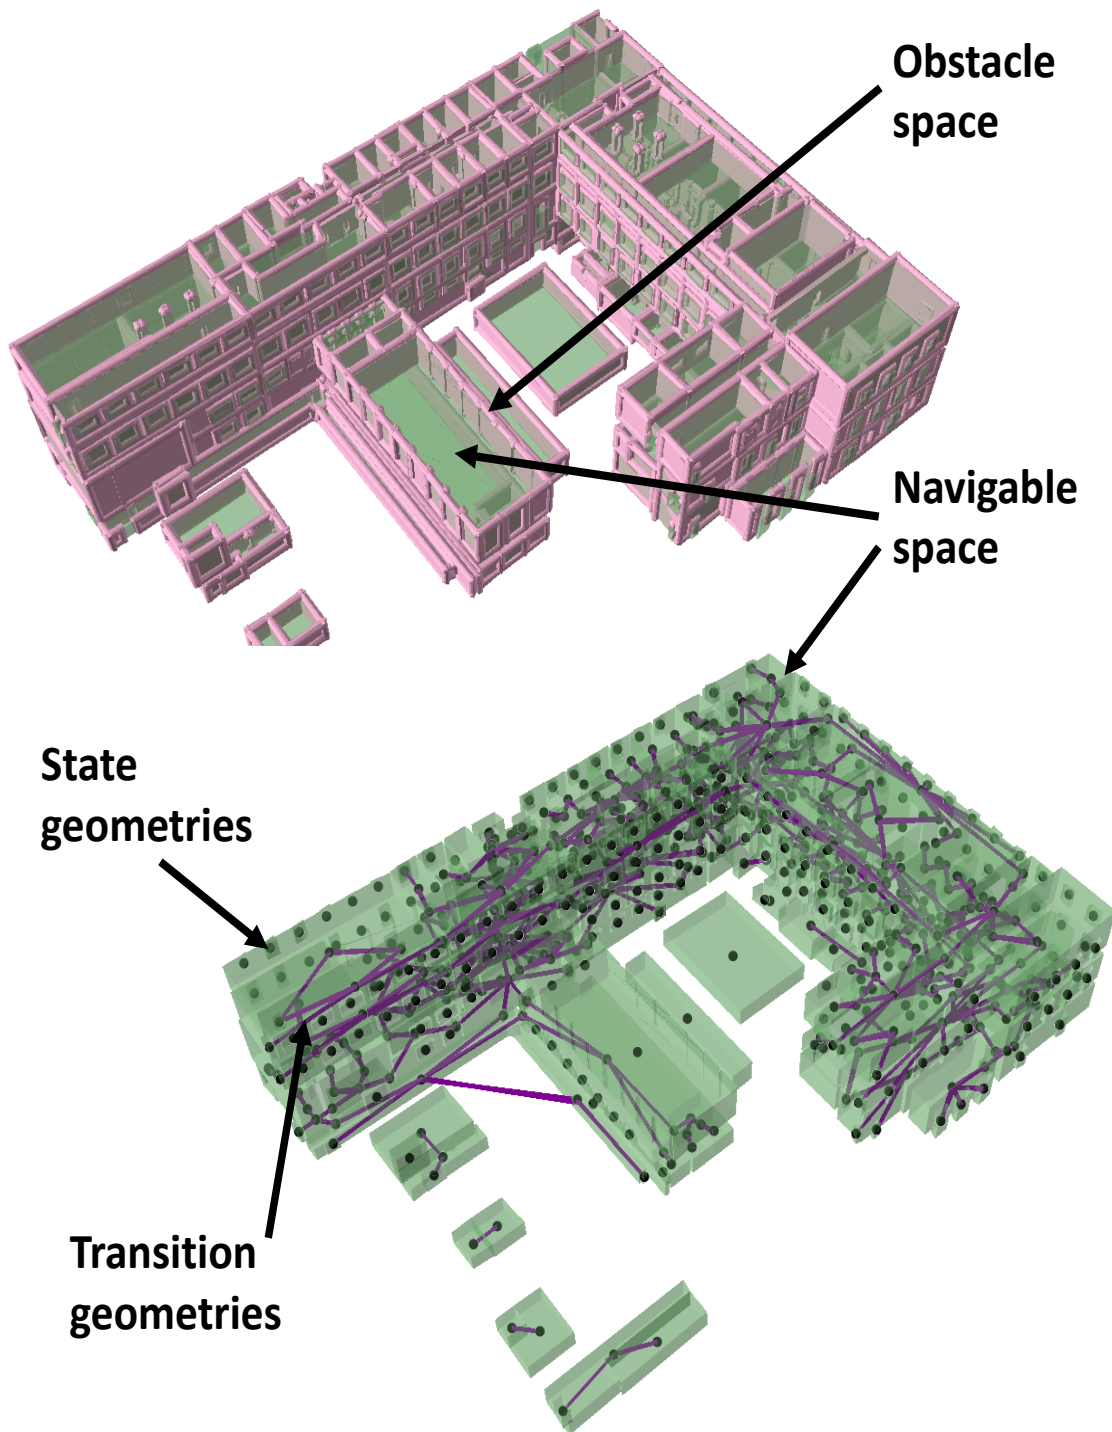 Obstacle
space
Navigable
space
State
geometries
Transition
geometries